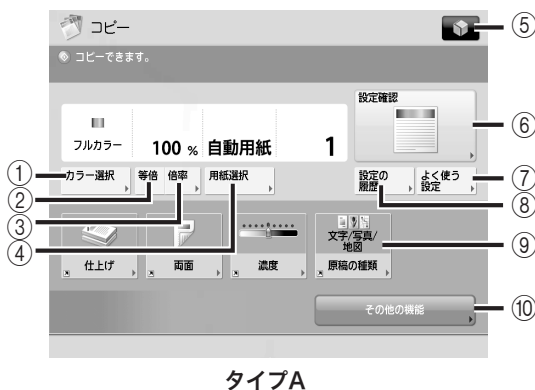 コピー
⑤
コピーできます。
設定確認
⑥
フルカラー 100 % 自動用紙 1
① カラー選択 等倍 倍率 用紙選択 設定の履歴 よく使う設定 ⑦
② ⑧
③
④
文字/写真/地図
⑨
仕上げ 両面 濃度 原稿の種類
その他の機能 ⑩
タイプA